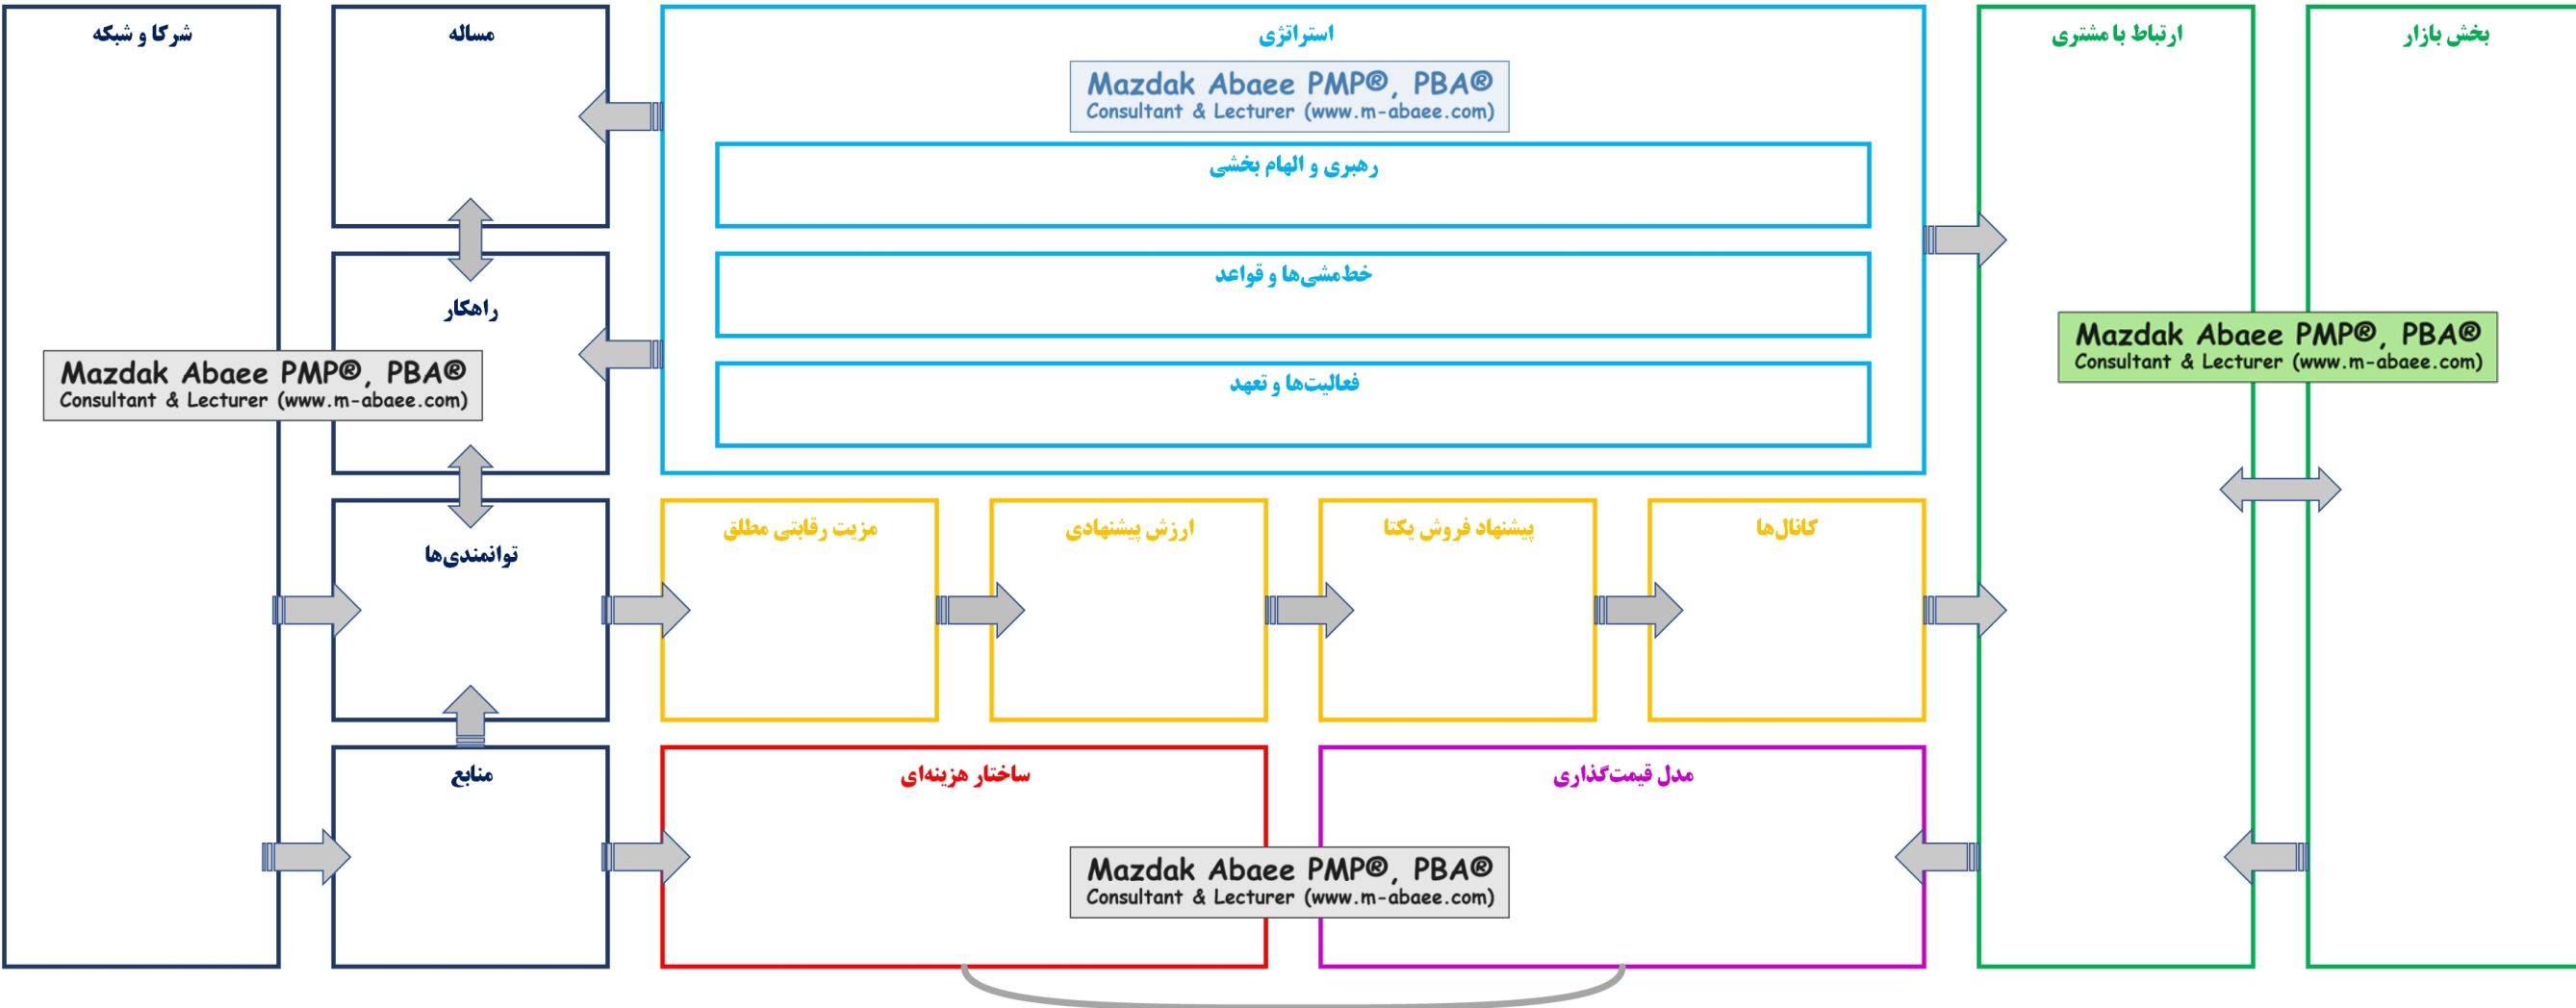 بخش بازار
ارتباط با مشتری
استراتژی
مساله
شرکا و شبکه
Mazdak Abaee PMP®, PBA®
Consultant & Lecturer (www.m-abaee.com)
رهبری و الهام بخشی
خط‌مشی‌ها و قواعد
راهکار
Mazdak Abaee PMP®, PBA®
Consultant & Lecturer (www.m-abaee.com)
Mazdak Abaee PMP®, PBA®
Consultant & Lecturer (www.m-abaee.com)
فعالیت‌ها و تعهد
کانال‌ها
پیشنهاد فروش یکتا
ارزش پیشنهادی
مزیت رقابتی مطلق
توانمندی‌ها
مدل قیمت‌گذاری
ساختار هزینه‌ای
منابع
Mazdak Abaee PMP®, PBA®
Consultant & Lecturer (www.m-abaee.com)